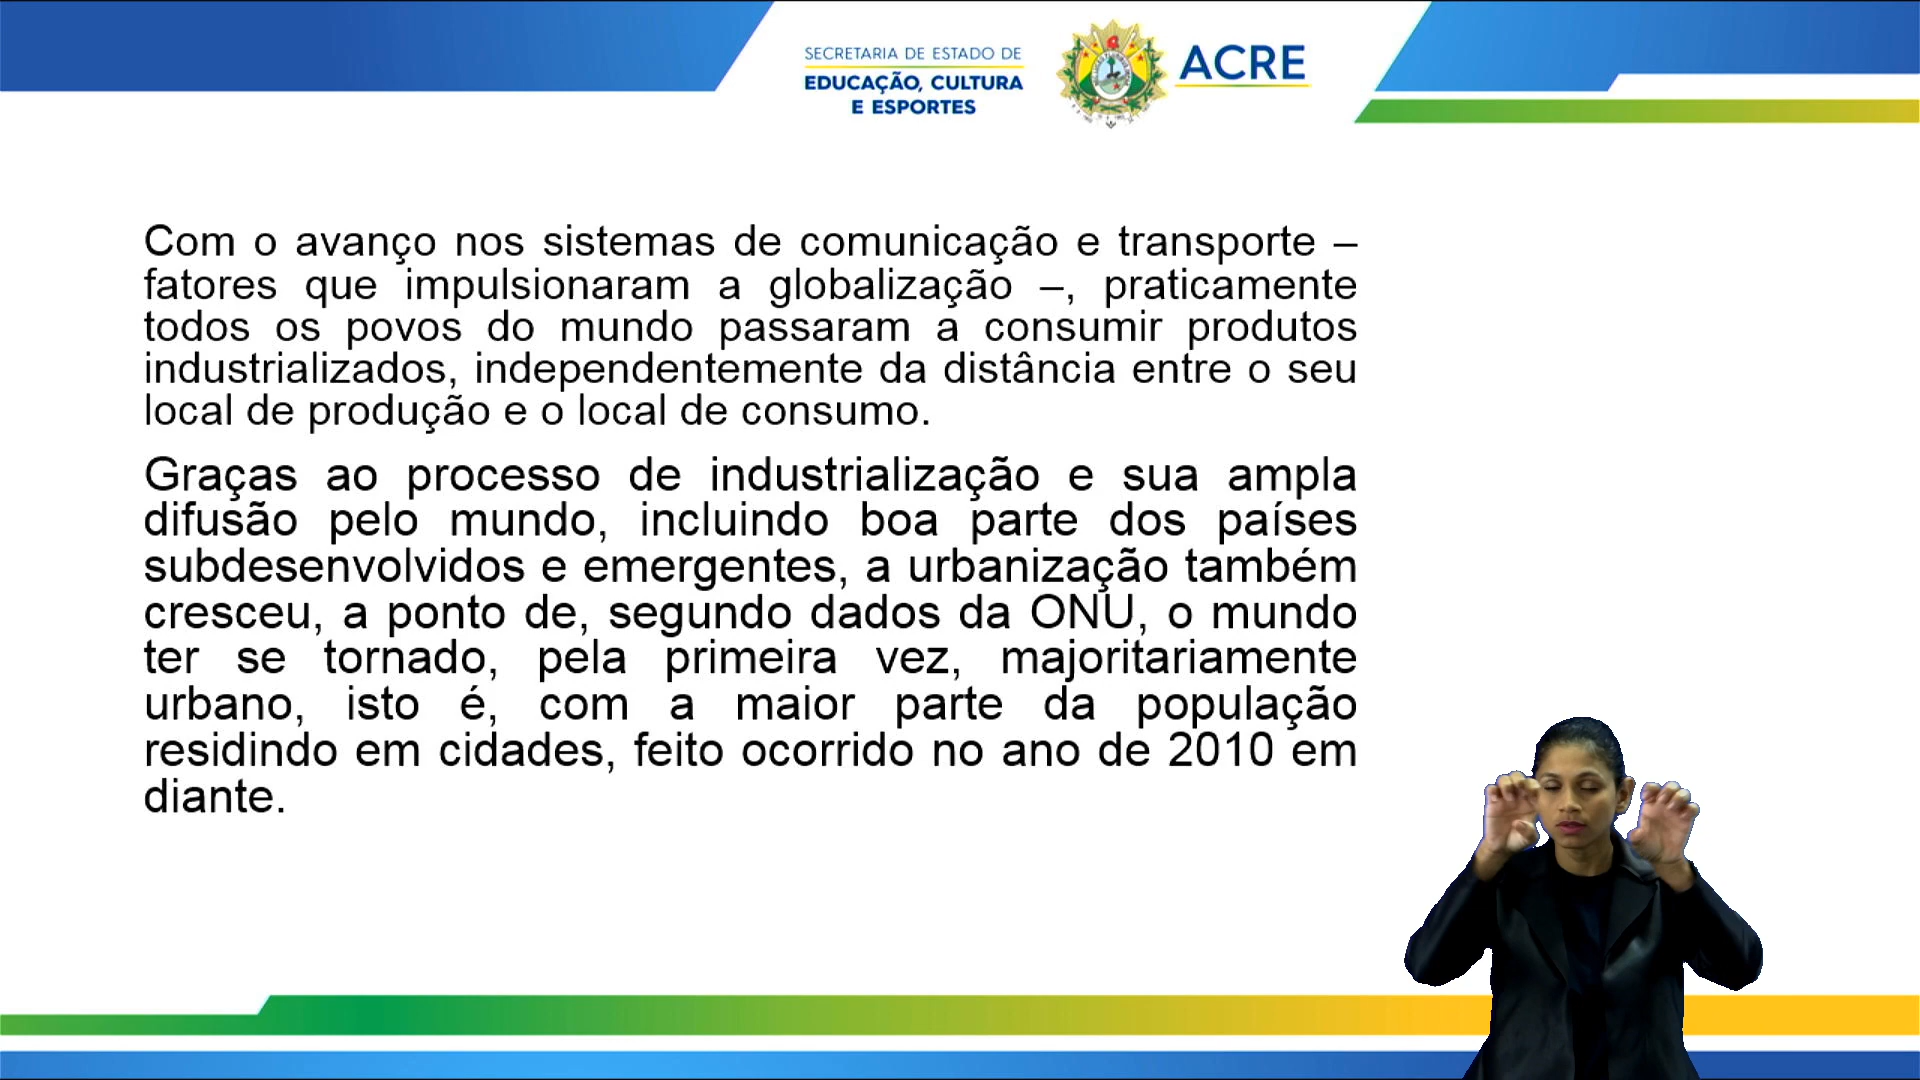 SECRETARIA DE ESTADO DE
EDUCAÇÃO, CULTURA
E ESPORTES
ACRE
Com o avanço nos sistemas de comunicação e transporte –
fatores que impulsionaram a globalização –, praticamente
todos os povos do mundo passaram a consumir produtos
industrializados, independentemente da distância entre o seu
local de produção e o local de consumo.
Graças ao processo de industrialização e sua ampla
difusão pelo mundo, incluindo boa parte dos países
subdesenvolvidos e emergentes, a urbanização também
cresceu, a ponto de, segundo dados da ONU, o mundo
ter se tornado, pela primeira vez, majoritariamente
urbano, isto é, com a maior parte da população
residindo em cidades, feito ocorrido no ano de 2010 em
diante.